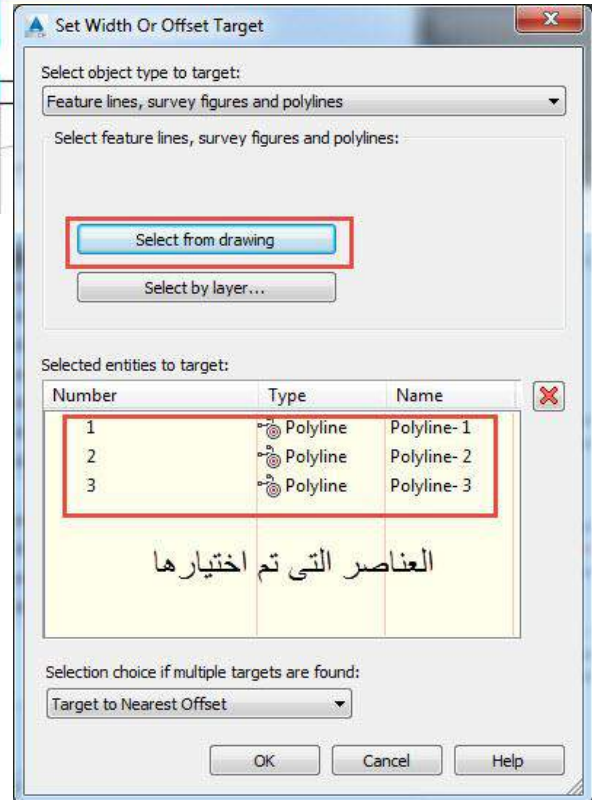 Set Width Or Offset Target
Select object type to target:
Feature lines, survey figures and polylines
Select feature lines, survey figures and polylines:
Select from drawing
Select by layer...
Selected entities to target:
Number Type Name
1 Polyline Polyline- 1
2 Polyline Polyline- 2
3 Polyline Polyline- 3
العناصر التى تم اختيارها
Selection choice if multiple targets are found:
Target to Nearest Offset
OK Cancel Help